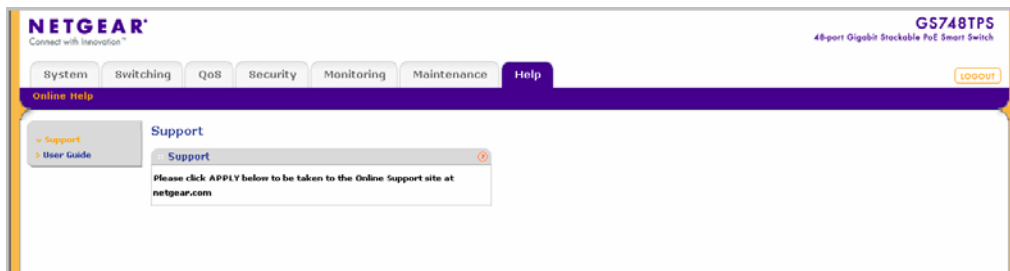 NETGEAR®
Connect with Innovation™
GS748TPS
48-port Gigabit Stackable PoE Smart Switch
System Switching QoS Security Monitoring Maintenance Help
LOGOUT
Online Help
Support
User Guide
Support
Support
Please click APPLY below to be taken to the Online Support site at
netgear.com